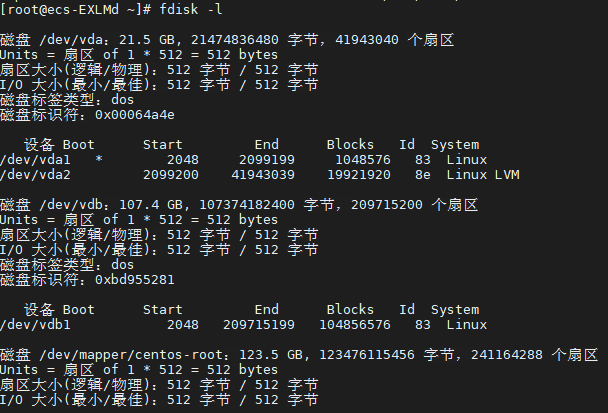 [root@ecs-EXLMd ~]# fdisk -l
磁盘 /dev/vda：21.5 GB, 21474836480 字节，41943040 个扇区
Units = 扇区 of 1 * 512 = 512 bytes
扇区大小(逻辑/物理)：512 字节 / 512 字节
I/O 大小(最小/最佳)：512 字节 / 512 字节
磁盘标签类型：dos
磁盘标识符：0x00064a4e
设备 Boot      Start         End      Blocks   Id  System
/dev/vda1   *        2048     2099199     1048576   83  Linux
/dev/vda2         2099200    41943039    19921920   8e  Linux LVM
磁盘 /dev/vdb：107.4 GB, 107374182400 字节，209715200 个扇区
Units = 扇区 of 1 * 512 = 512 bytes
扇区大小(逻辑/物理)：512 字节 / 512 字节
I/O 大小(最小/最佳)：512 字节 / 512 字节
磁盘标签类型：dos
磁盘标识符：0xbd955281
设备 Boot      Start         End      Blocks   Id  System
/dev/vdb1            2048   209715199   104856576   83  Linux
磁盘 /dev/mapper/centos-root：123.5 GB, 123476115456 字节，241164288 个扇区
Units = 扇区 of 1 * 512 = 512 bytes
扇区大小(逻辑/物理)：512 字节 / 512 字节
I/O 大小(最小/最佳)：512 字节 / 512 字节